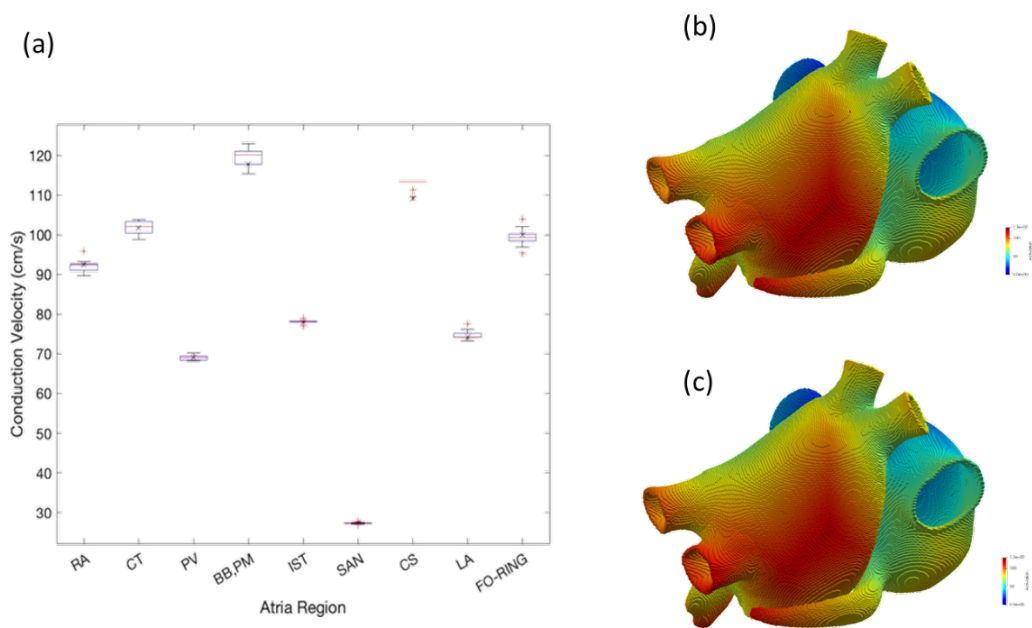 (a)
Conduction Velocity (cm/s)
120
110
100
90
80
70
60
50
40
30
RA
CT
PV
BB,PM
IST
SAN
CS
LA
FO-RING
Atria Region
(b)
(c)